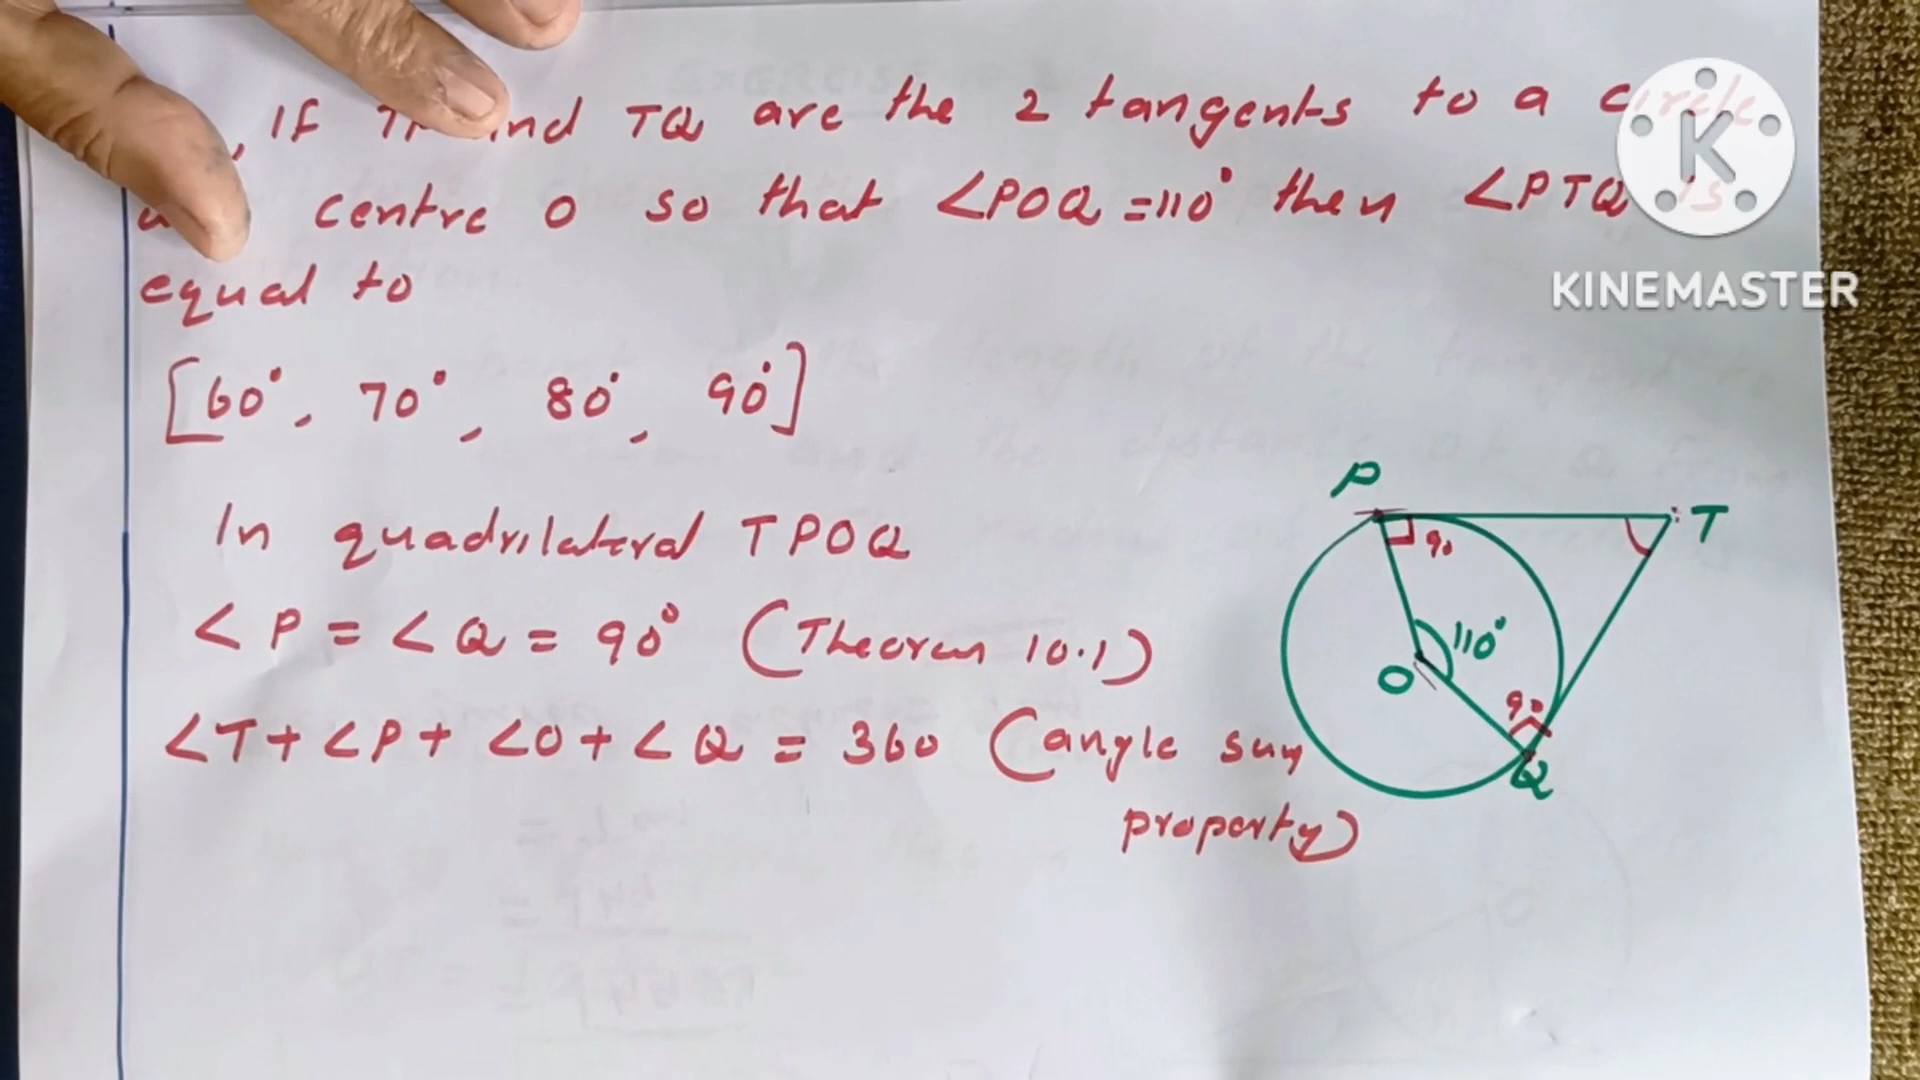 , If and TQ are the 2 tangents to a circle
centre O so that ∠POQ = 110° then ∠PTQ is
equal to
[60°, 70°, 80°, 90°]
In quadrilateral TPOQ
∠P = ∠Q = 90° (Theorem 10.1)
∠T + ∠P + ∠O + ∠Q = 360 (angle sum
property)
P
T
90
110°
O
90
Q
K
KINEMASTER